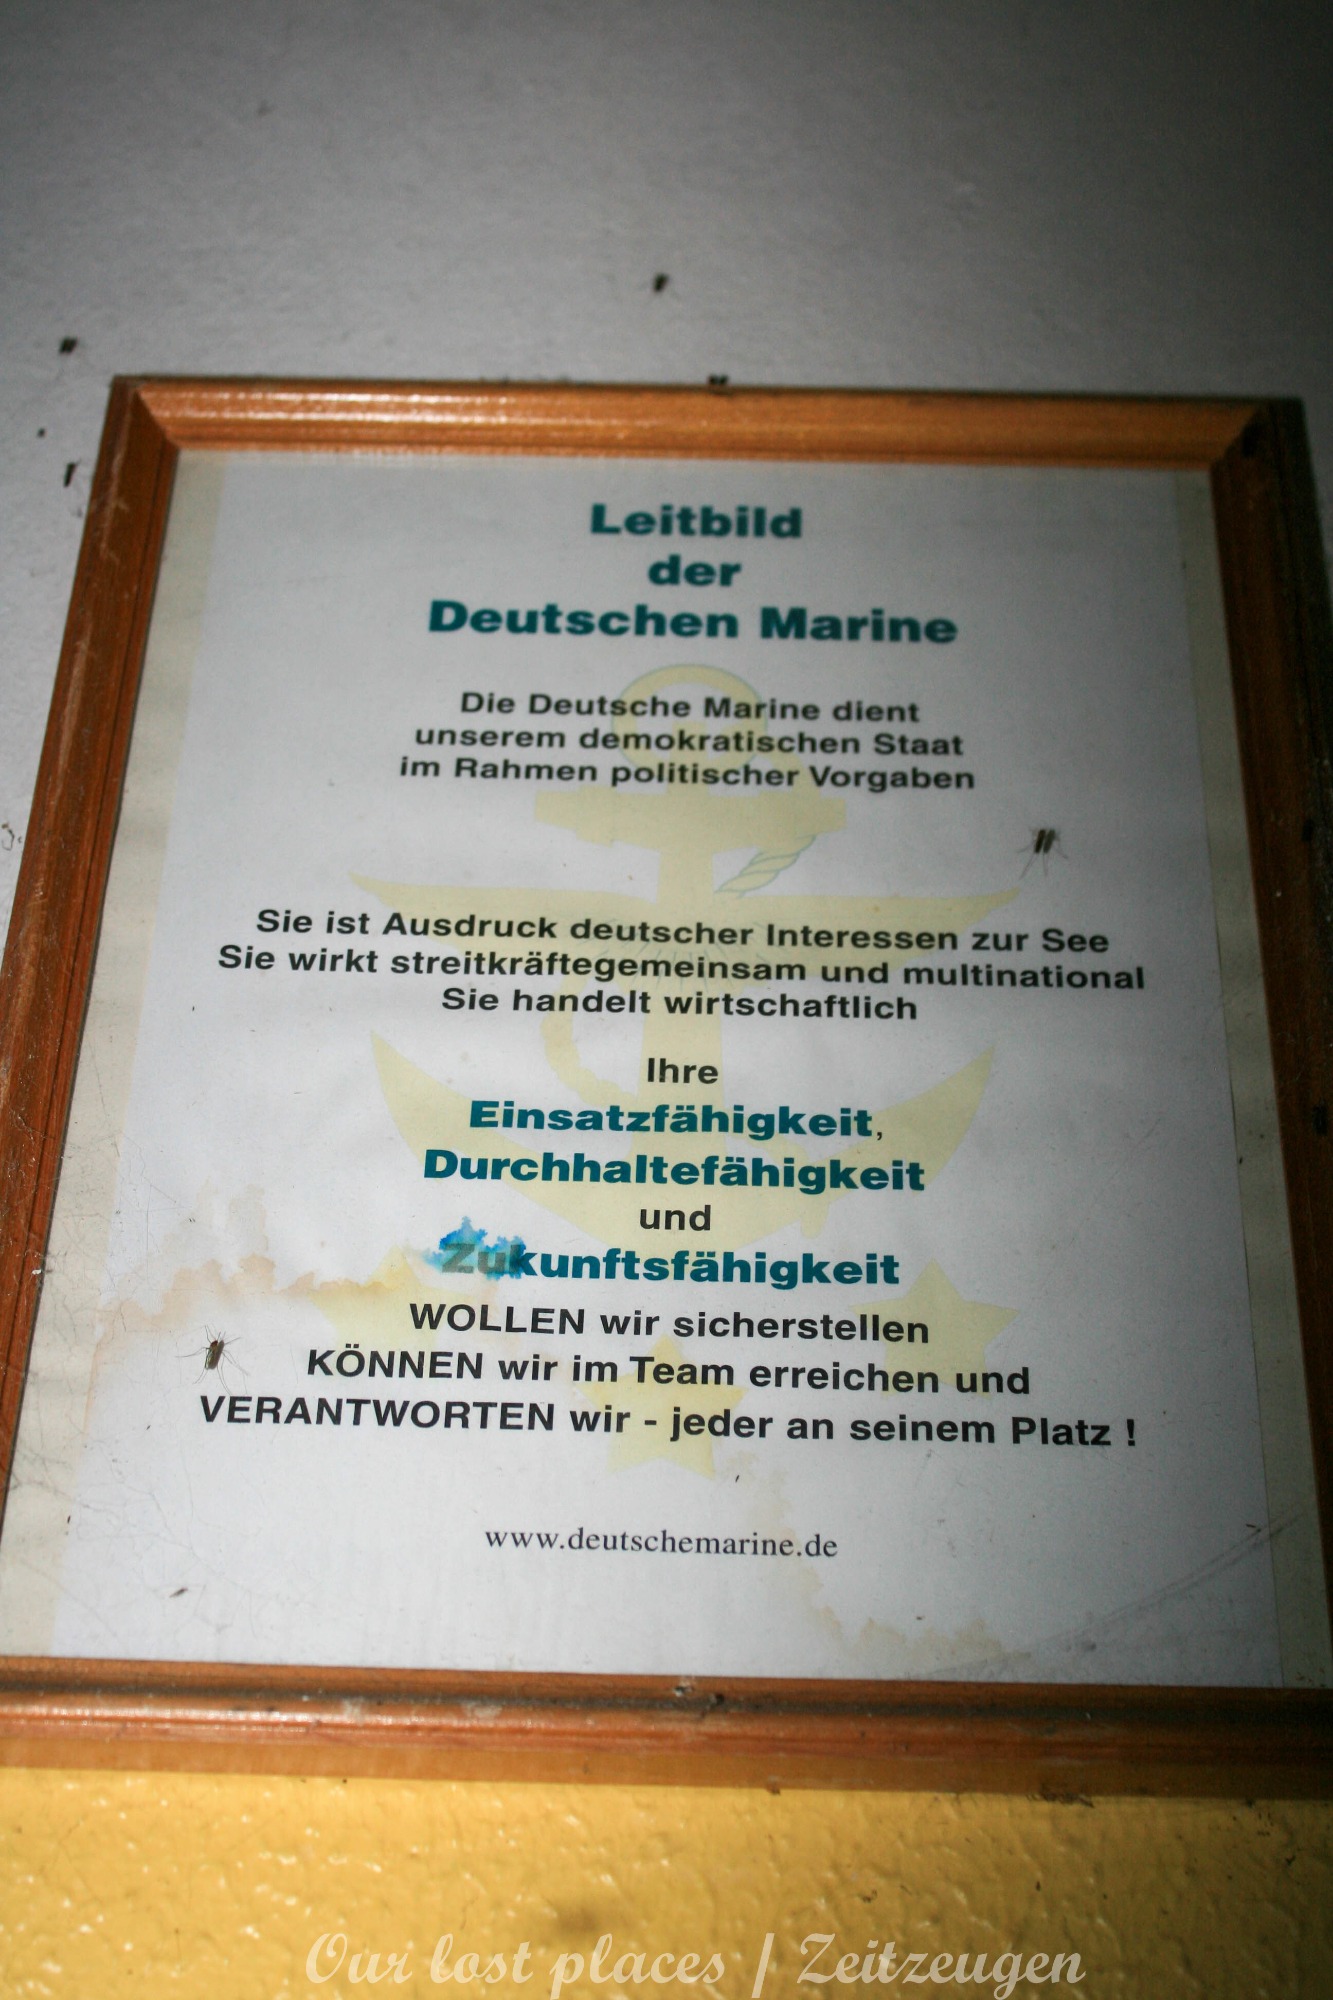 Leitbild
der
Deutschen Marine
Die Deutsche Marine dient
unserem demokratischen Staat
im Rahmen politischer Vorgaben
Sie ist Ausdruck deutscher Interessen zur See
Sie wirkt streitkräftegemeinsam und multinational
Sie handelt wirtschaftlich
Ihre
Einsatzfähigkeit,
Durchhaltefähigkeit
und
Zukunftsfähigkeit
WOLLEN wir sicherstellen
KÖNNEN wir im Team erreichen und
VERANTWORTEN wir - jeder an seinem Platz !
www.deutschemarine.de
Our lost places / Zeitzeugen